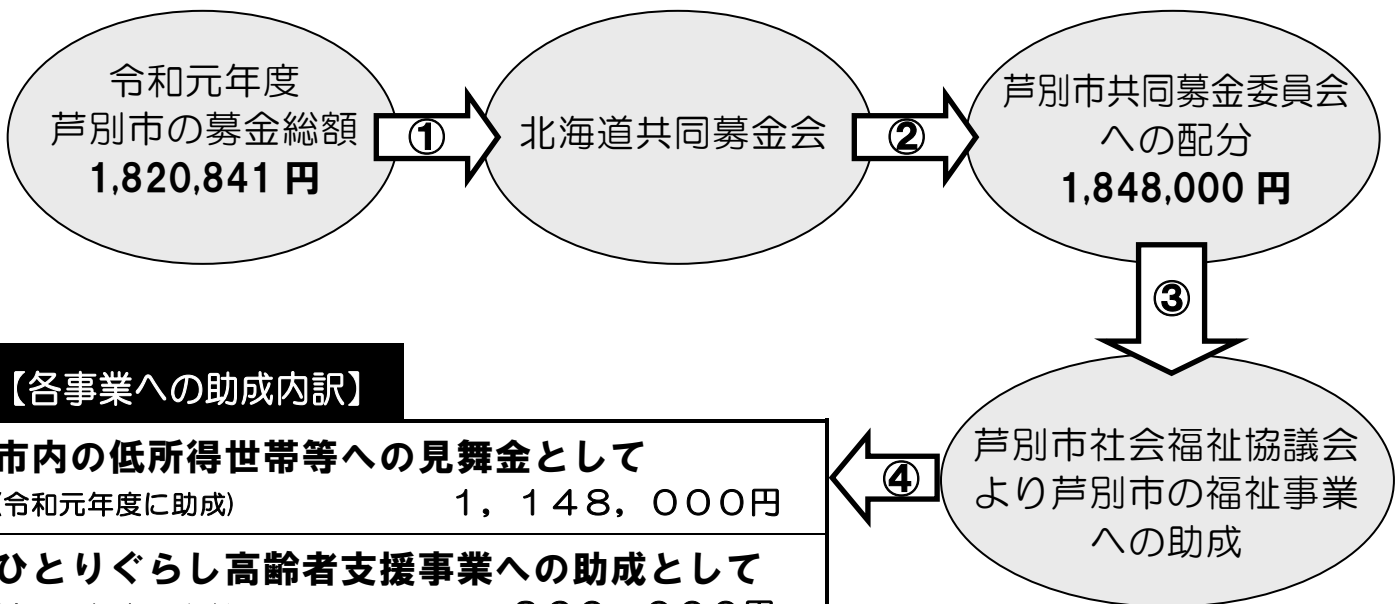 令和元年度
芦別市の募金総額
1,820,841 円
①
北海道共同募金会
②
芦別市共同募金委員会
への配分
1,848,000 円
③
芦別市社会福祉協議会
より芦別市の福祉事業
への助成
④
【各事業への助成内訳】
市内の低所得世帯等への見舞金として
(令和元年度に助成) 1,148,000円
ひとりぐらし高齢者支援事業への助成として